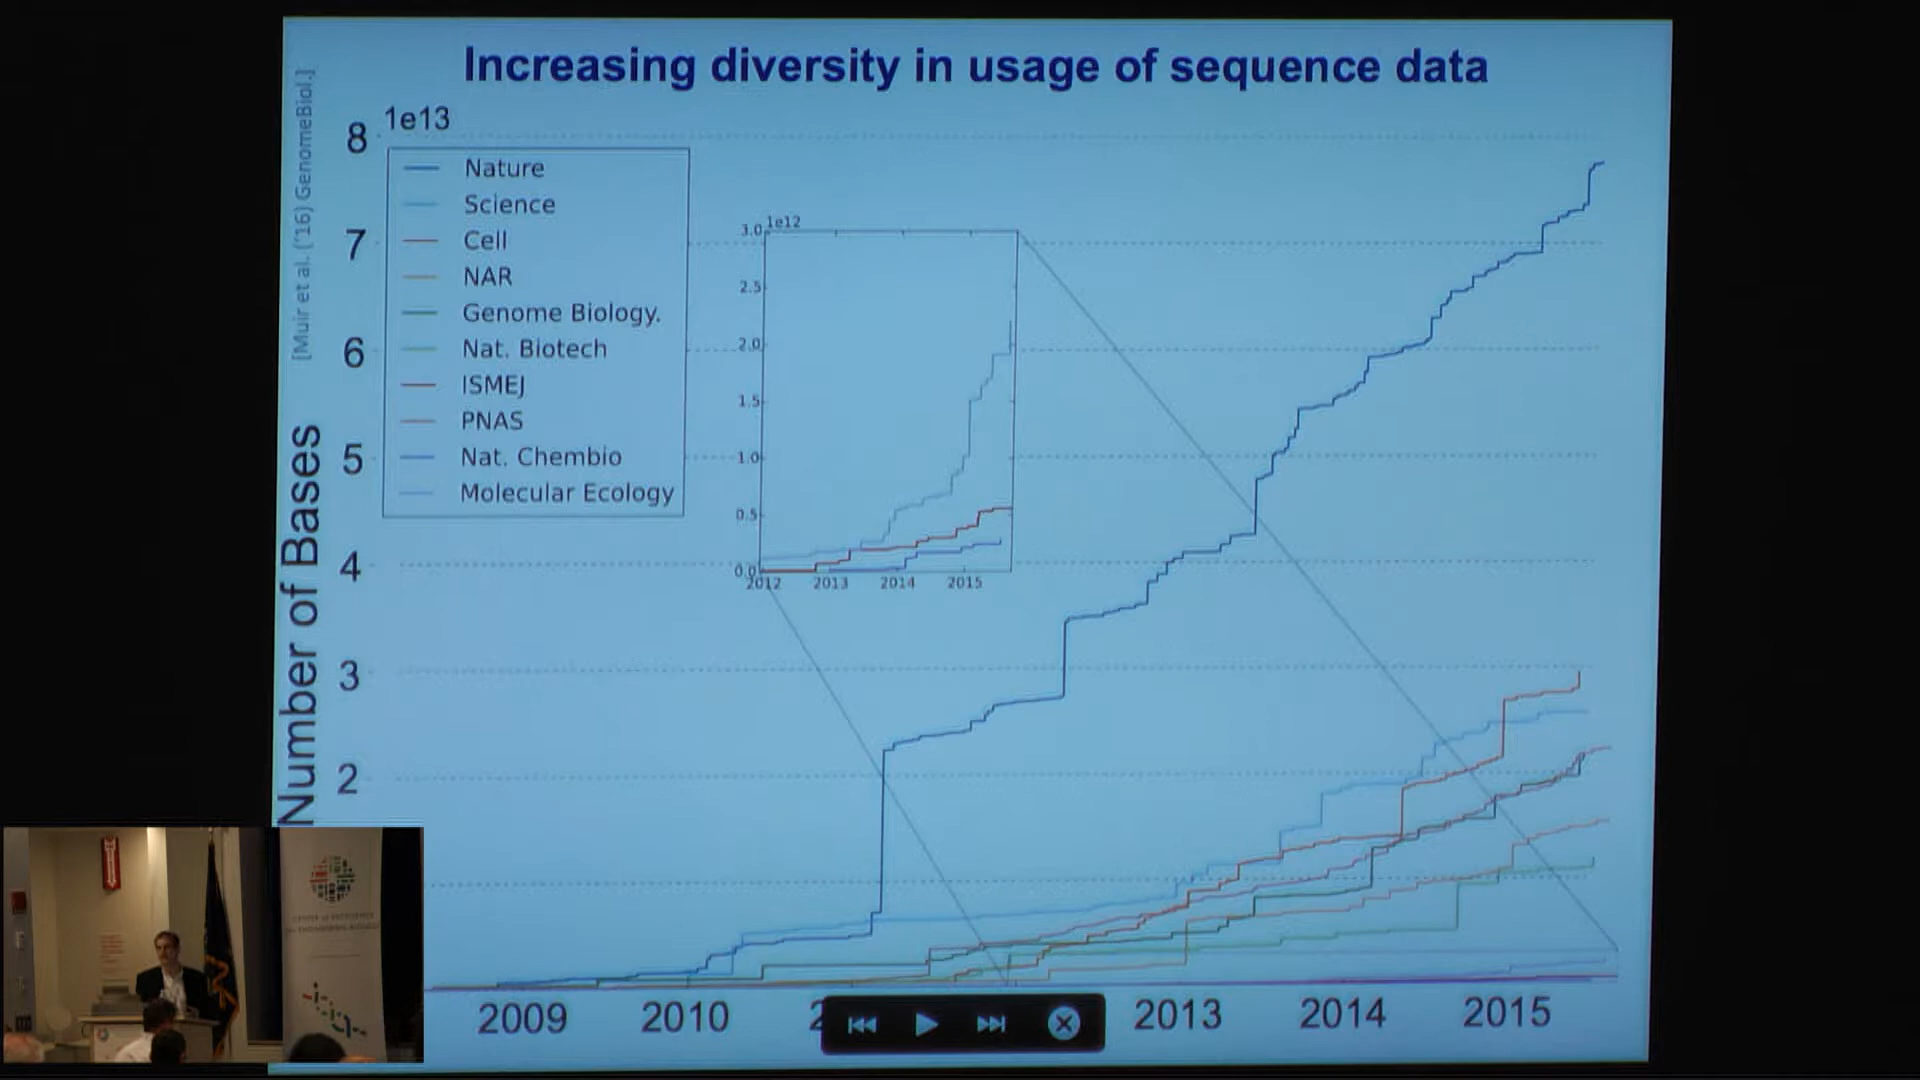 Increasing diversity in usage of sequence data
[Muir et al. ('16) GenomeBiol.]
Number of Bases
1e13
8
7
6
5
4
3
2
Nature
Science
Cell
NAR
Genome Biology.
Nat. Biotech
ISMEJ
PNAS
Nat. Chembio
Molecular Ecology
1e12
3.0
2.5
2.0
1.5
1.0
0.5
0.0
2012 2013 2014 2015
2009 2010 2 2013 2014 2015